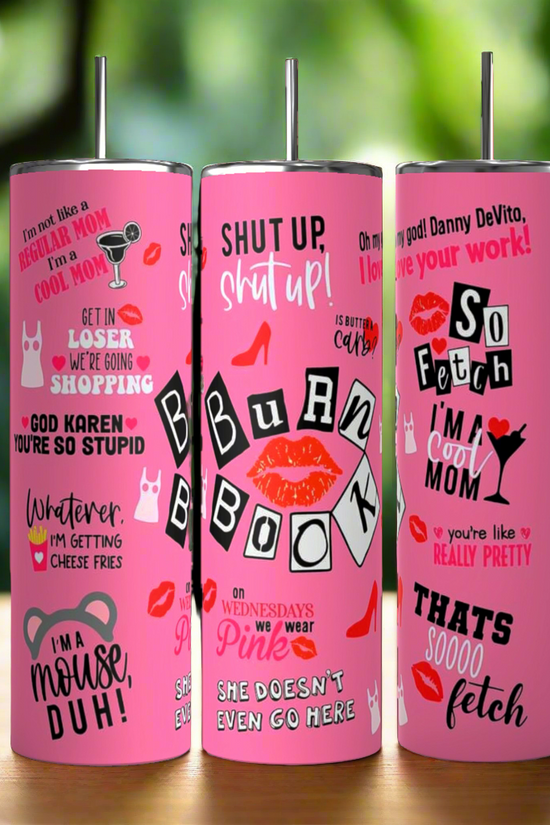 I'm not like a
REGULAR MOM
I'm a
COOL MOM
GET IN
LOSER
WE'RE GOING
SHOPPING
GOD KAREN
YOU'RE SO STUPID
Whatever,
I'M GETTING
CHEESE FRIES
I'M A
mouse,
DUH!
SHUT UP,
shut up!
IS BUTTER A
carb?
BuRN
BOOK
on
WEDNESDAYS
we wear
Pink
SHE DOESN'T
EVEN GO HERE
my god! Danny DeVito,
love your work!
SO
Fetch
I'M A
Cool
MOM
you're like
REALLY PRETTY
THATS
SOOOO
fetch